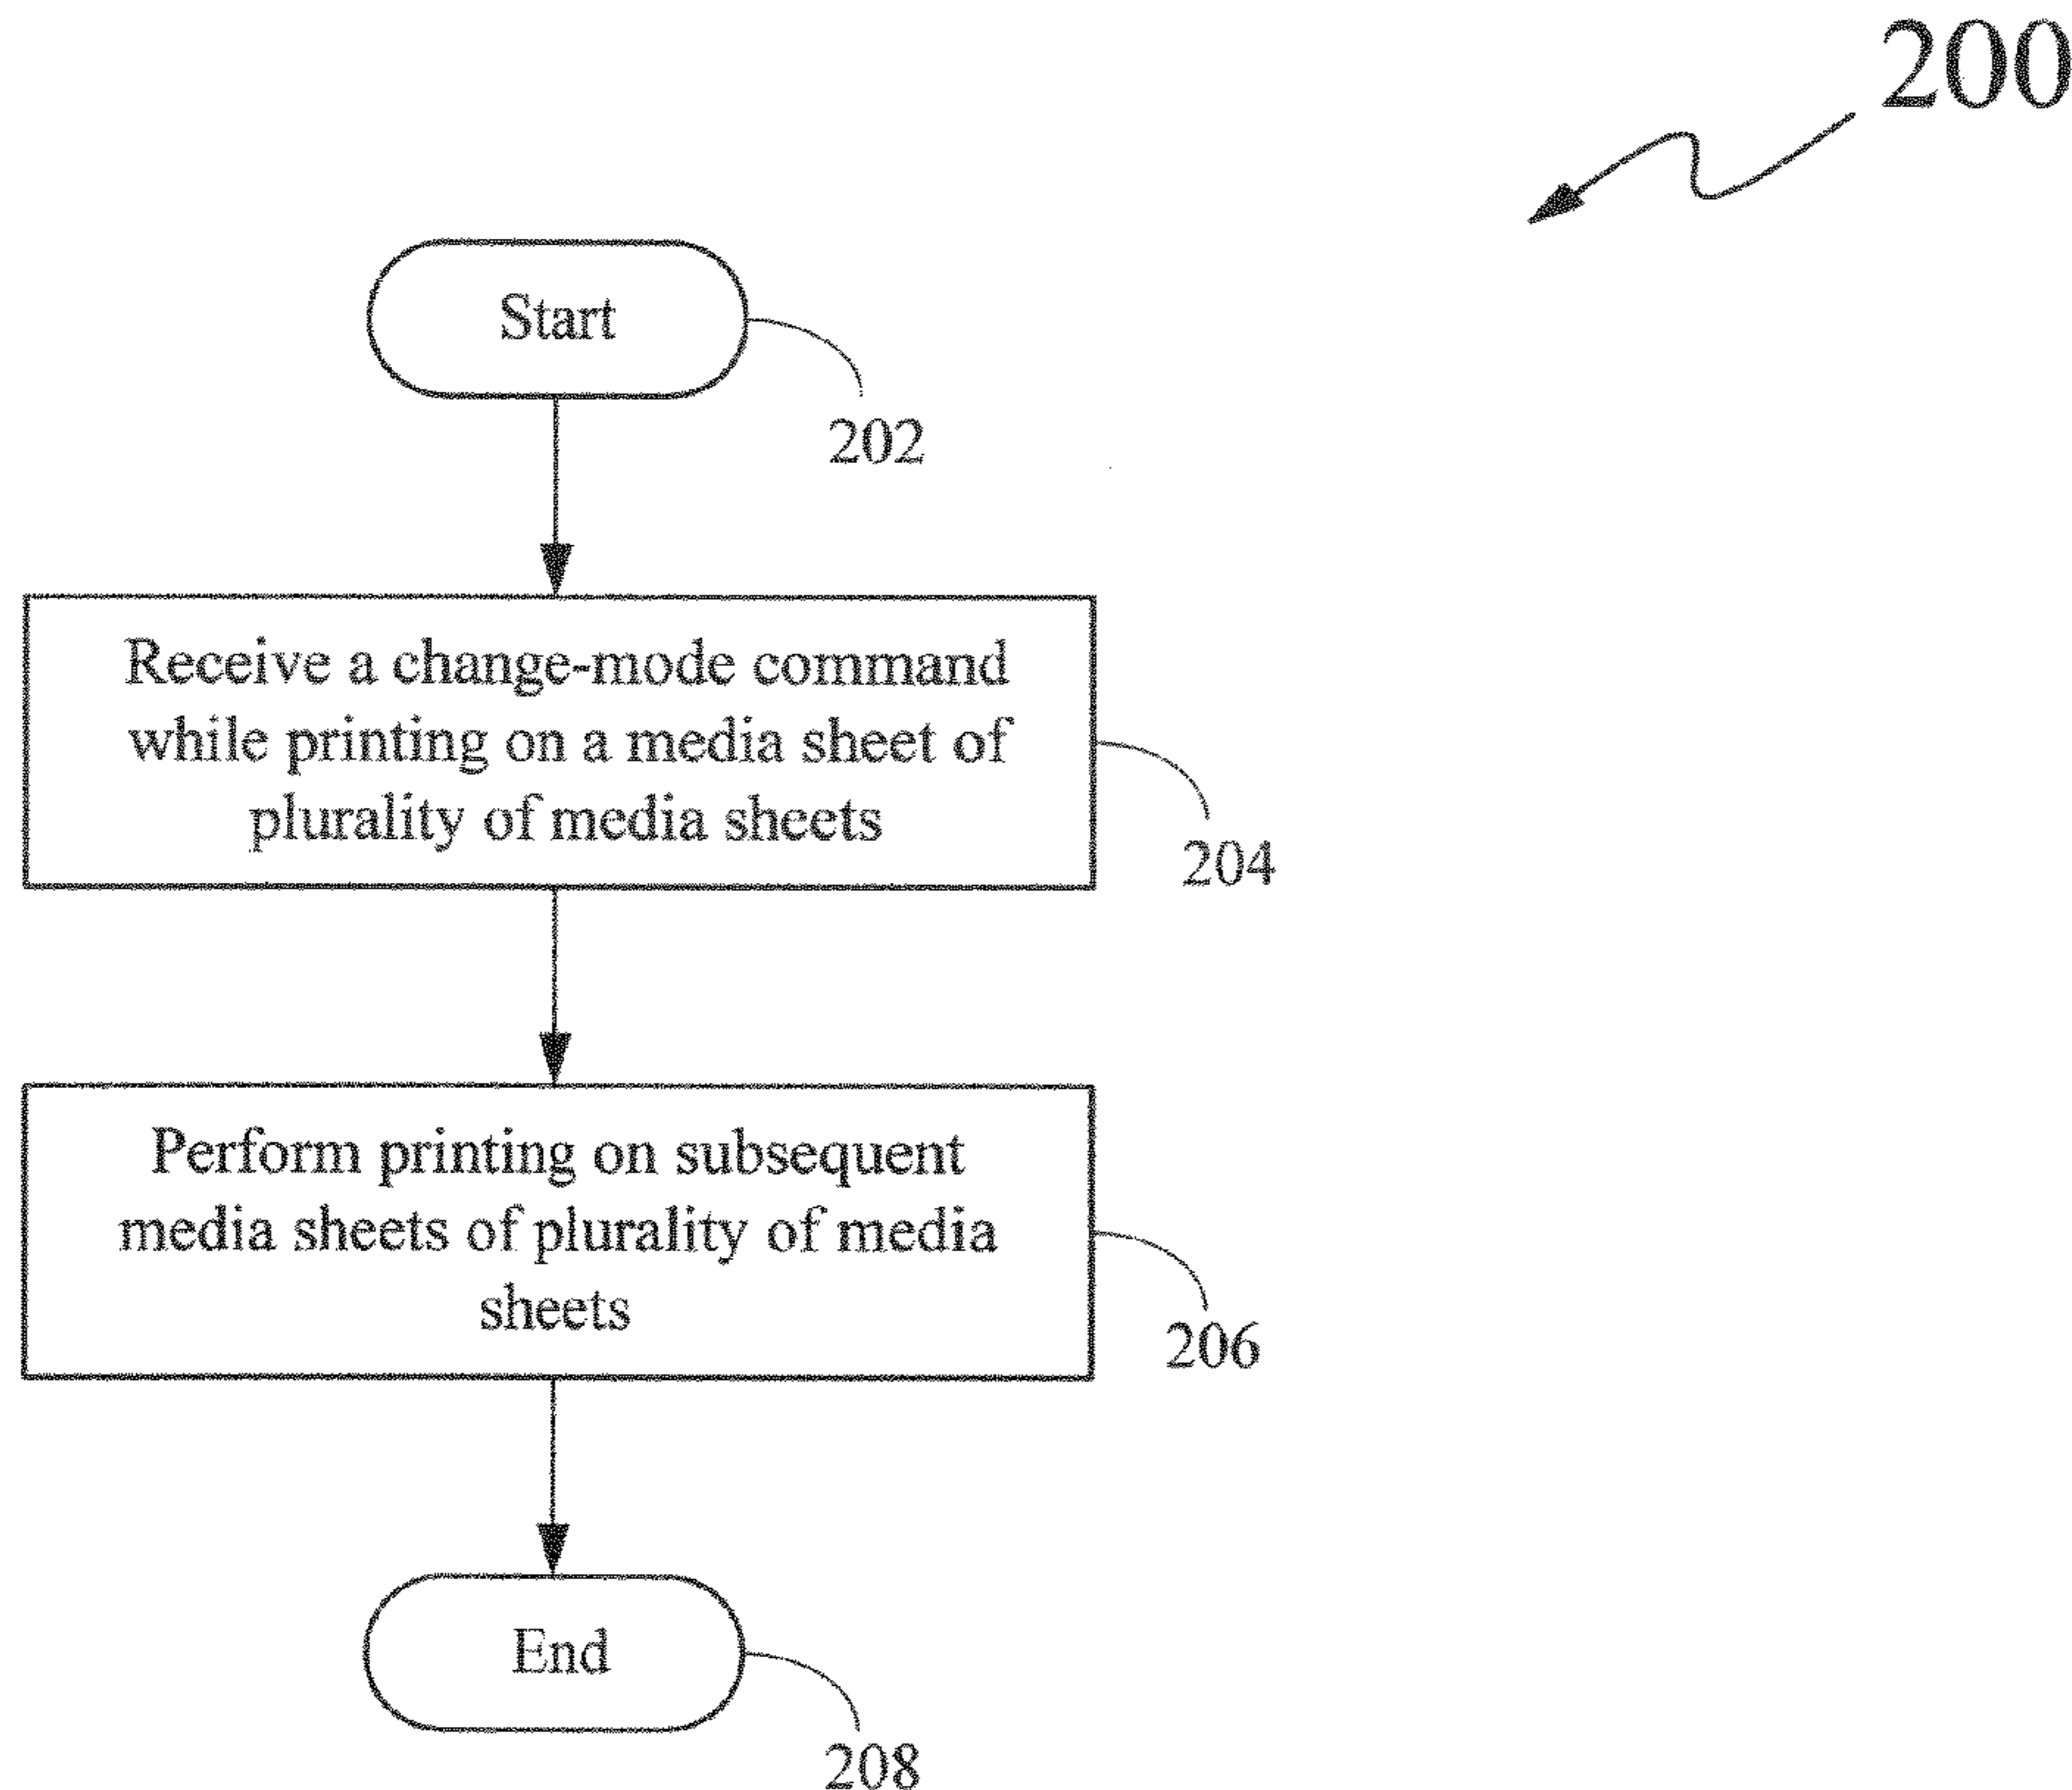 200
Start
202
Receive a change-mode command
while printing on a media sheet of
plurality of media sheets
204
Perform printing on subsequent
media sheets of plurality of media
sheets
206
End
208